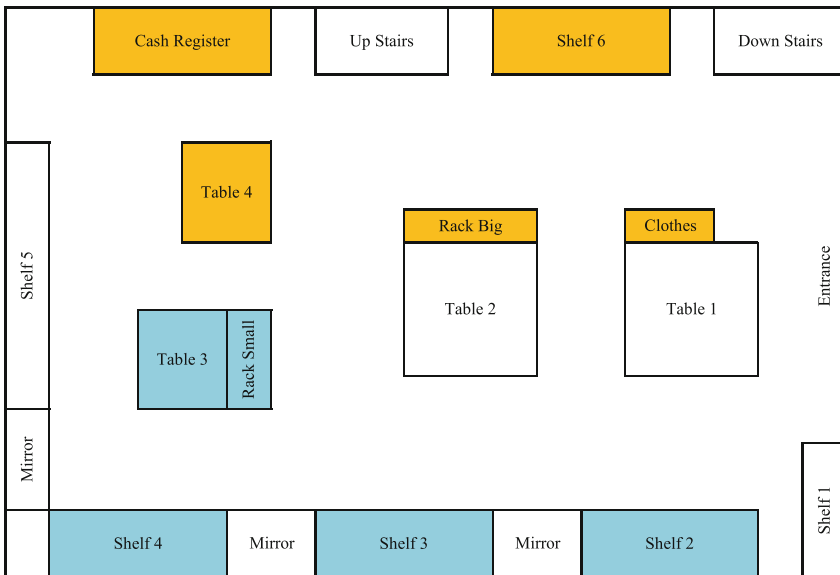 Cash Register
Up Stairs
Shelf 6
Down Stairs
Table 4
Rack Big
Clothes
Shelf 5
Entrance
Table 2
Table 1
Table 3
Rack Small
Mirror
Shelf 1
Shelf 4
Mirror
Shelf 3
Mirror
Shelf 2